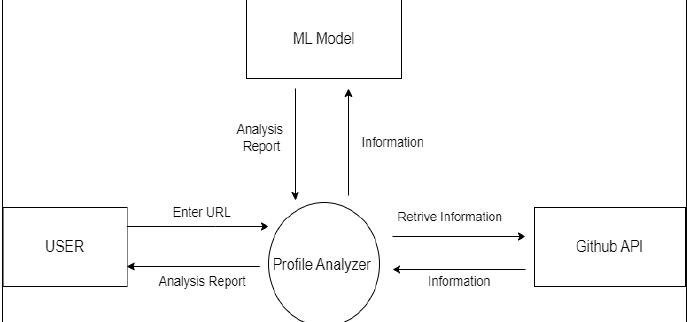 ML Model
Analysis
Report
Information
Enter URL
Retrive Information
USER
Profile Analyzer
Github API
Analysis Report
Information